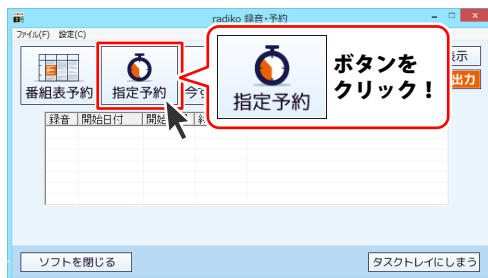 radiko 録音・予約
ファイル(F) 設定(C)
番組表予約
指定予約
今す
指定予約
ボタンを
クリック！
表示
出力
録音
開始日付
開始
ソフトを閉じる
タスクトレイにしまう